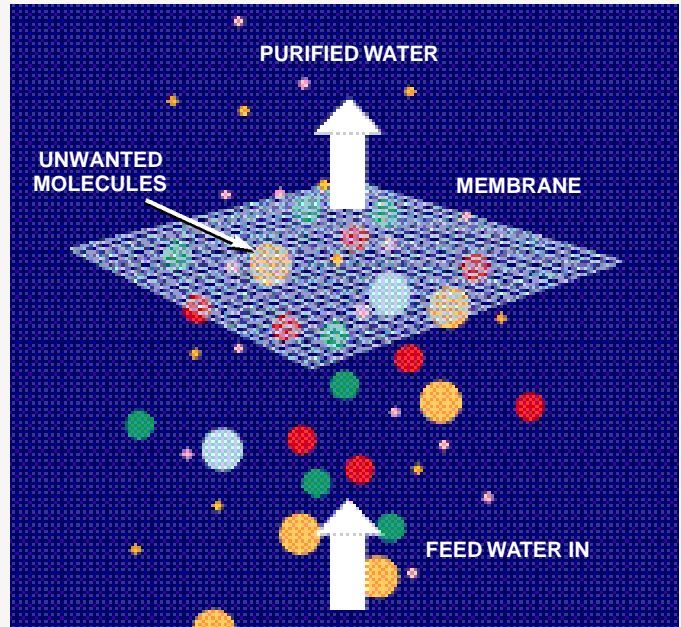 PURIFIED WATER
UNWANTED
MOLECULES
MEMBRANE
FEED WATER IN